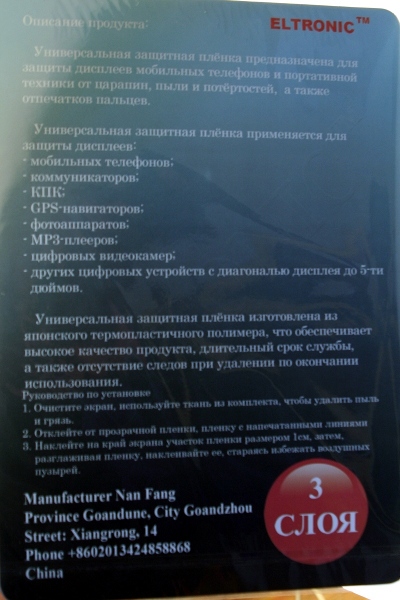 Описание продукта:
ELTRONIC™
Универсальная защитная плёнка предназначена для
защиты дисплеев мобильных телефонов и портативной
техники от царапин, пыли и потёртостей, а также
отпечатков пальцев.
Универсальная защитная плёнка применяется для
защиты дисплеев:
- мобильных телефонов;
- коммуникаторов;
- КПК;
- GPS-навигаторов;
- фотоаппаратов;
- MP3-плееров;
- цифровых видеокамер;
- других цифровых устройств с диагональю дисплея до 5-ти
дюймов.
Универсальная защитная плёнка изготовлена из
японского термопластичного полимера, что обеспечивает
высокое качество продукта, длительный срок службы,
а также отсутствие следов при удалении по окончании
использования.
Руководство по установке
1. Очистите экран, используйте ткань из комплекта, чтобы удалить пыль
и грязь.
2. Отклейте от прозрачной пленки, пленку с напечатанными линиями
3. Наклейте на край экрана участок пленки размером 1см, затем,
разглаживая пленку, наклеивайте ее, стараясь избежать воздушных
пузырей.
Manufacturer Nan Fang
Province Goandune, City Goandzhou
Street: Xiangrong, 14
Phone +8602013424858868
China
3
СЛОЯ